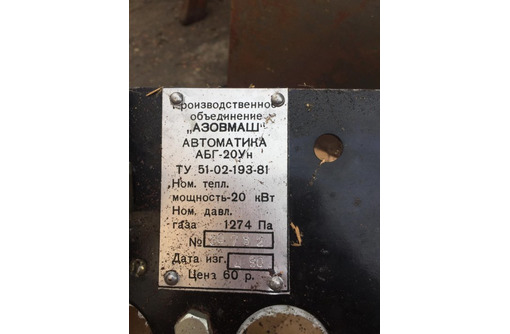 Производственное
объединение
„АЗОВМАШ"
АВТОМАТИКА
АБГ-20Ун
ТУ 51-02-193-81
Ном. тепл.
мощность-20 кВт
Ном. давл.
газа 1274 Па
№
Дата изг.
Цена 60 р.